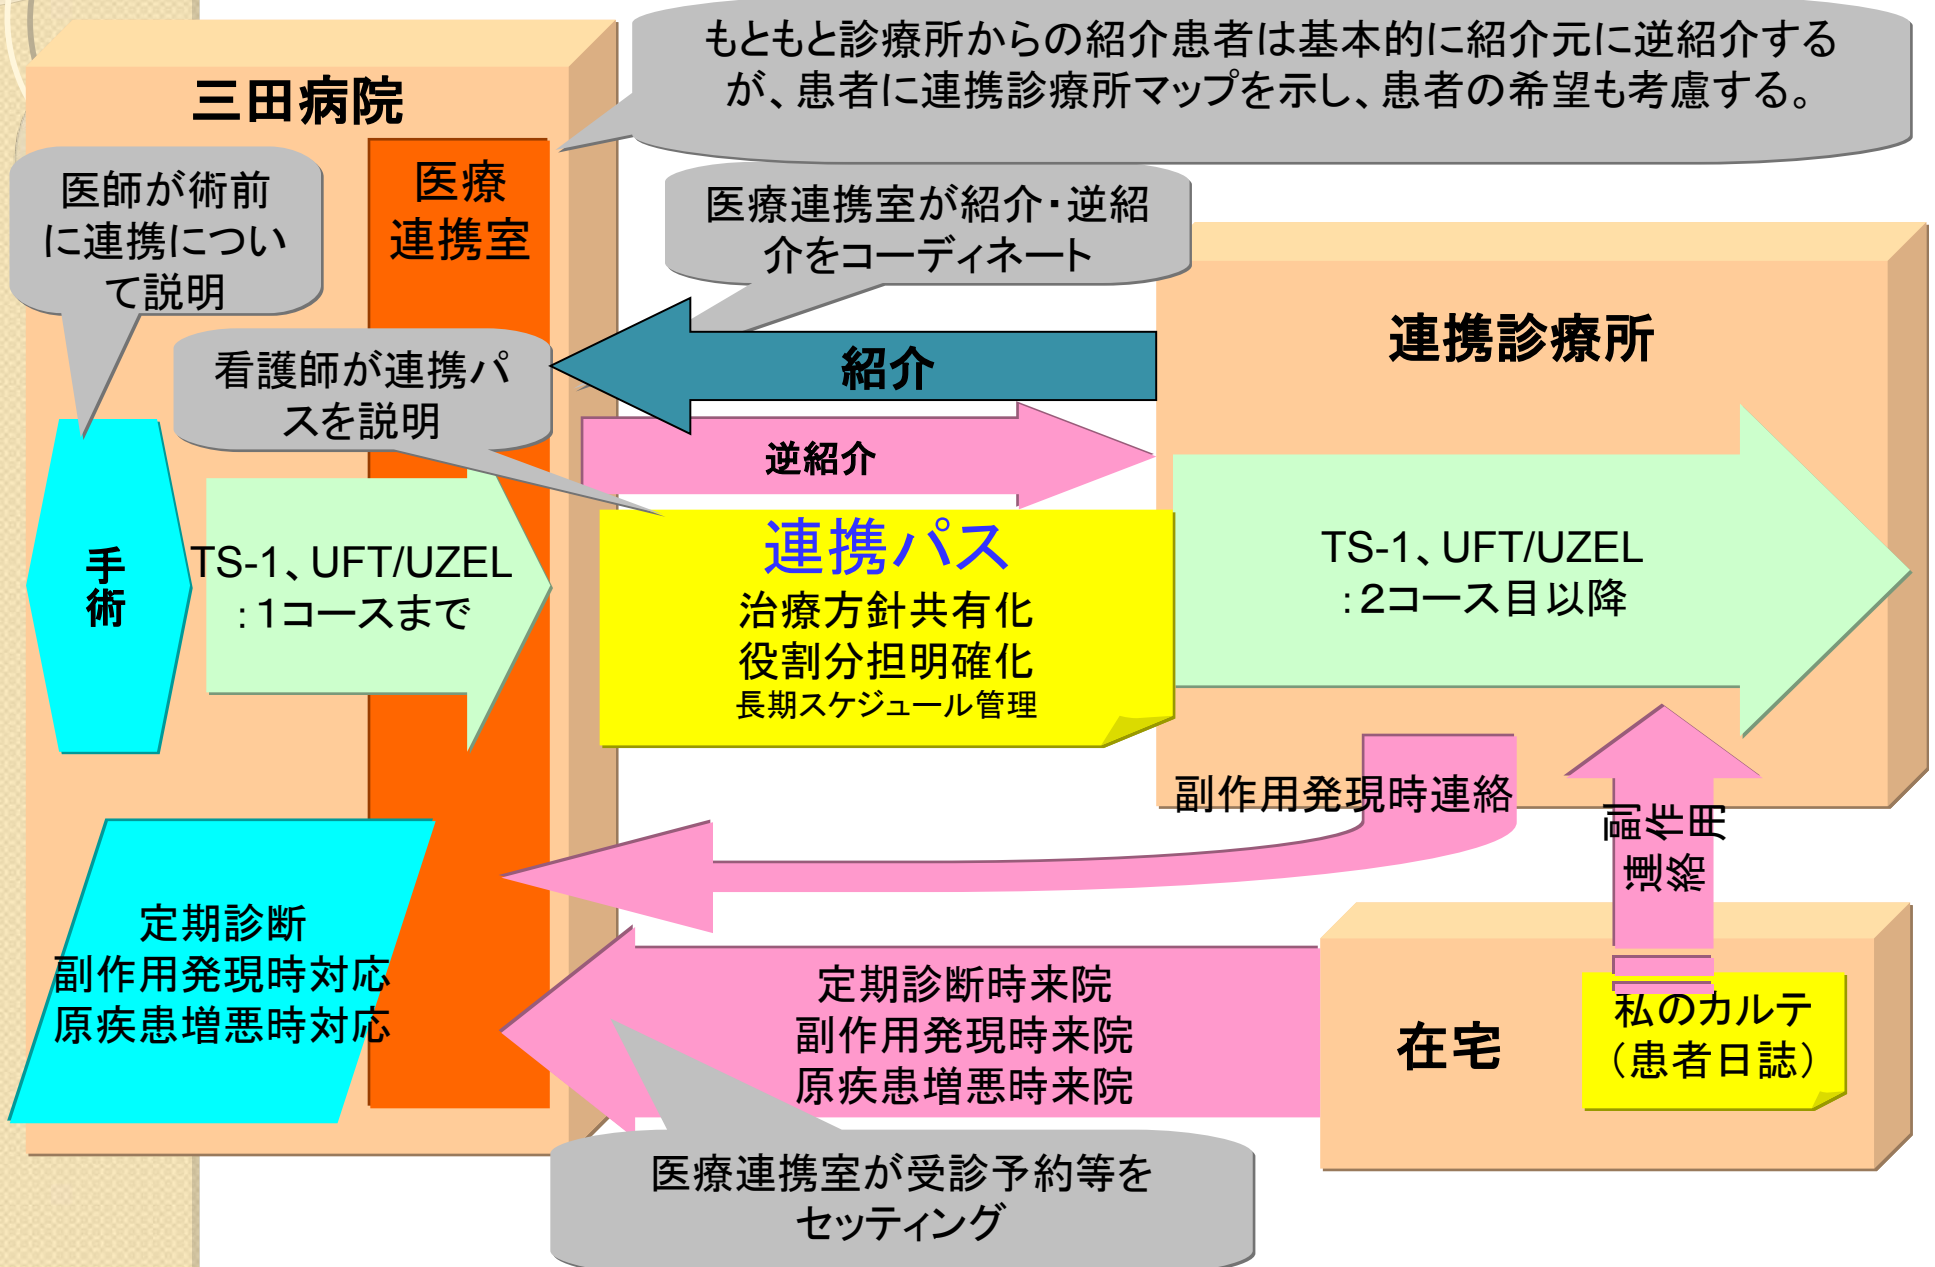 もともと診療所からの紹介患者は基本的に紹介元に逆紹介する
が、患者に連携診療所マップを示し、患者の希望も考慮する。
三田病院
医療
連携室
医師が術前
に連携につい
て説明
医療連携室が紹介・逆紹
介をコーディネート
連携診療所
紹介
看護師が連携パ
スを説明
逆紹介
手術
TS-1、UFT/UZEL
:1コースまで
連携パス
治療方針共有化
役割分担明確化
長期スケジュール管理
TS-1、UFT/UZEL
:2コース目以降
副作用発現時連絡
副作用
連絡
定期診断
副作用発現時対応
原疾患増悪時対応
定期診断時来院
副作用発現時来院
原疾患増悪時来院
在宅
私のカルテ
（患者日誌）
医療連携室が受診予約等を
セッティング